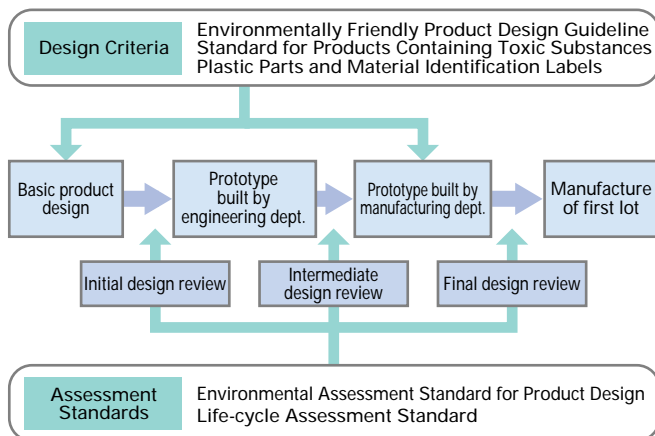 Design Criteria
Environmentally Friendly Product Design Guideline
Standard for Products Containing Toxic Substances
Plastic Parts and Material Identification Labels
Basic product
design
Prototype
built by
engineering dept.
Prototype built by
manufacturing dept.
Manufacture
of first lot
Initial design review
Intermediate
design review
Final design review
Assessment
Standards
Environmental Assessment Standard for Product Design
Life-cycle Assessment Standard